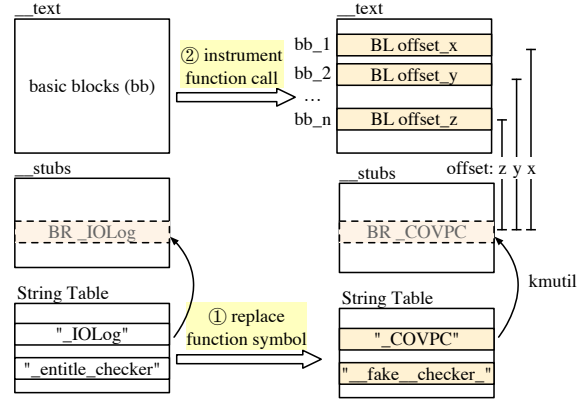 __text
basic blocks (bb)
② instrument
function call
__text
bb_1
BL offset_x
bb_2
BL offset_y
...
bb_n
BL offset_z
offset: z y x
__stubs
BR _IOLog
__stubs
BR _COVPC
kmutil
String Table
"_IOLog"
"_entitle_checker"
① replace
function symbol
String Table
"_COVPC"
"__fake__checker_"